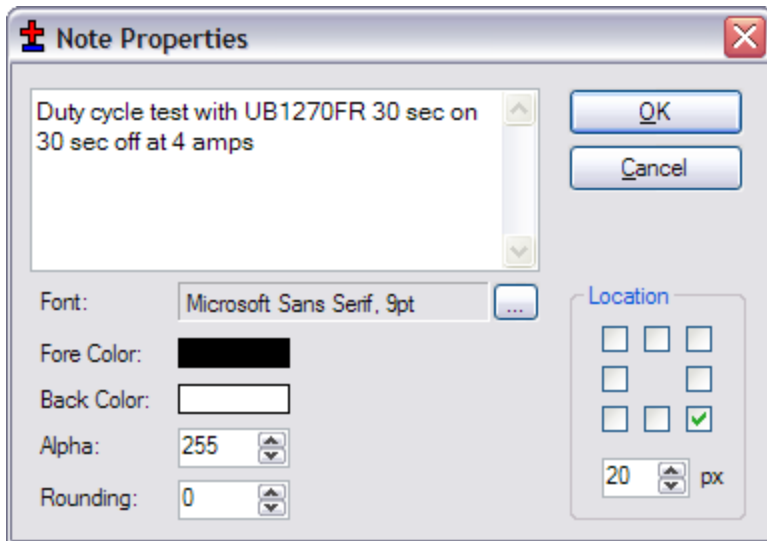 Note Properties
Duty cycle test with UB1270FR 30 sec on
30 sec off at 4 amps
OK
Cancel
Font:
Microsoft Sans Serif, 9pt
...
Fore Color:
Back Color:
Alpha:
255
Rounding:
0
Location
20
px